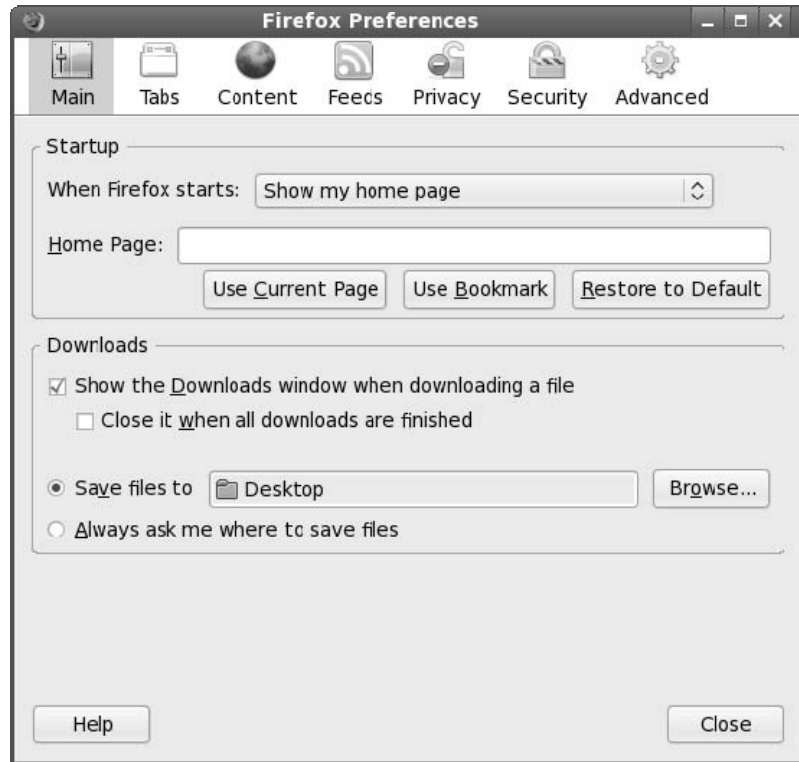 Firefox Preferences
Main Tabs Content Feeds Privacy Security Advanced
Startup
When Firefox starts: Show my home page
Home Page:
Use Current Page Use Bookmark Restore to Default
Downloads
Show the Downloads window when downloading a file
Close it when all downloads are finished
Save files to Desktop Browse...
Always ask me where to save files
Help Close